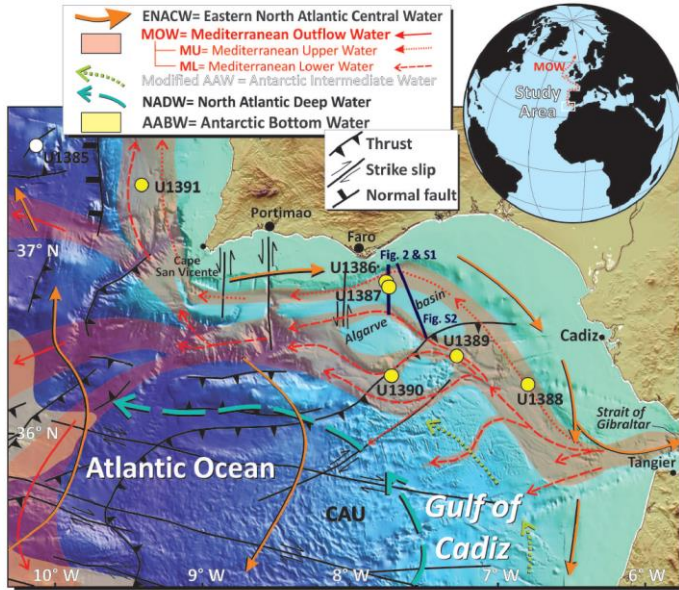 ENACW= Eastern North Atlantic Central Water
MOW= Mediterranean Outflow Water
MU= Mediterranean Upper Water
ML= Mediterranean Lower Water
Modified AAW = Antarctic Intermediate Water
NADW= North Atlantic Deep Water
AABW= Antarctic Bottom Water
MOW
Study
Area
Thrust
Strike slip
Normal fault
U1385
U1391
Portimao
Faro
37° N
Cape
San Vicente
Fig. 2 & S1
U1386
U1387
basin
Algarve
Fig. S2
Cadiz
U1389
U1390
U1388
36° N
Strait of
Gibraltar
Tangier
Atlantic Ocean
CAU
Gulf of
Cadiz
10° W
9° W
8° W
7° W
6° W